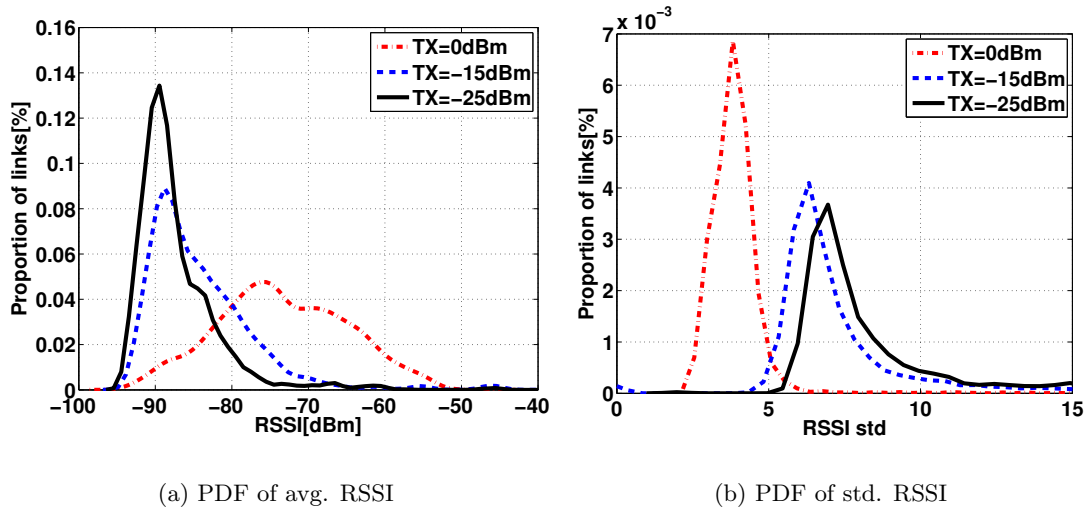 0.16
0.14
0.12
0.1
0.08
0.06
0.04
0.02
0
Proportion of links[%]
−100 −90 −80 −70 −60 −50 −40
RSSI[dBm]
TX=0dBm
TX=−15dBm
TX=−25dBm
(a) PDF of avg. RSSI
7 x 10⁻³
6
5
4
3
2
1
0
Proportion of links[%]
0 5 10 15
RSSI std
TX=0dBm
TX=−15dBm
TX=−25dBm
(b) PDF of std. RSSI